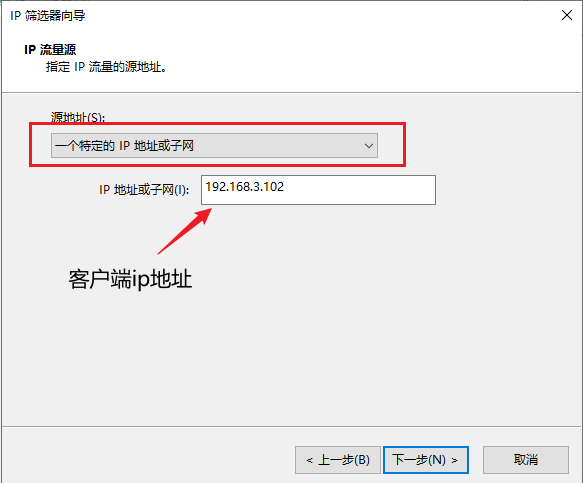 IP 筛选器向导
IP 流量源
指定 IP 流量的源地址。
源地址(S):
一个特定的 IP 地址或子网
IP 地址或子网(I): 192.168.3.102
客户端ip地址
< 上一步(B) 下一步(N) > 取消